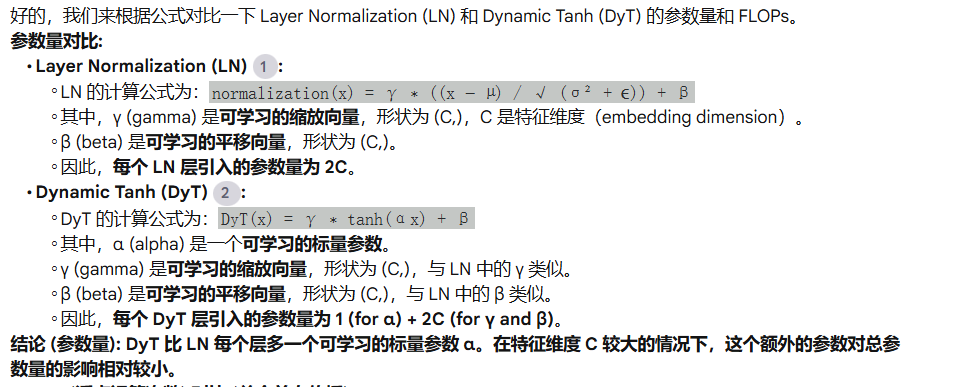 好的，我们来根据公式对比一下 Layer Normalization (LN) 和 Dynamic Tanh (DyT) 的参数量和 FLOPs。
参数量对比:
• Layer Normalization (LN) 1 :
◦ LN 的计算公式为： normalization(x) = γ * ((x - μ) / √ (σ² + ϵ)) + β
◦ 其中，γ (gamma) 是可学习的缩放向量，形状为 (C,)，C 是特征维度（embedding dimension）。
◦ β (beta) 是可学习的平移向量，形状为 (C,)。
◦ 因此，每个 LN 层引入的参数量为 2C。
• Dynamic Tanh (DyT) 2 :
◦ DyT 的计算公式为： DyT(x) = γ * tanh(αx) + β
◦ 其中，α (alpha) 是一个可学习的标量参数。
◦ γ (gamma) 是可学习的缩放向量，形状为 (C,)，与 LN 中的 γ 类似。
◦ β (beta) 是可学习的平移向量，形状为 (C,)，与 LN 中的 β 类似。
◦ 因此，每个 DyT 层引入的参数量为 1 (for α) + 2C (for γ and β)。
结论 (参数量): DyT 比 LN 每个层多一个可学习的标量参数 α。在特征维度 C 较大的情况下，这个额外的参数对总参
数量的影响相对较小。